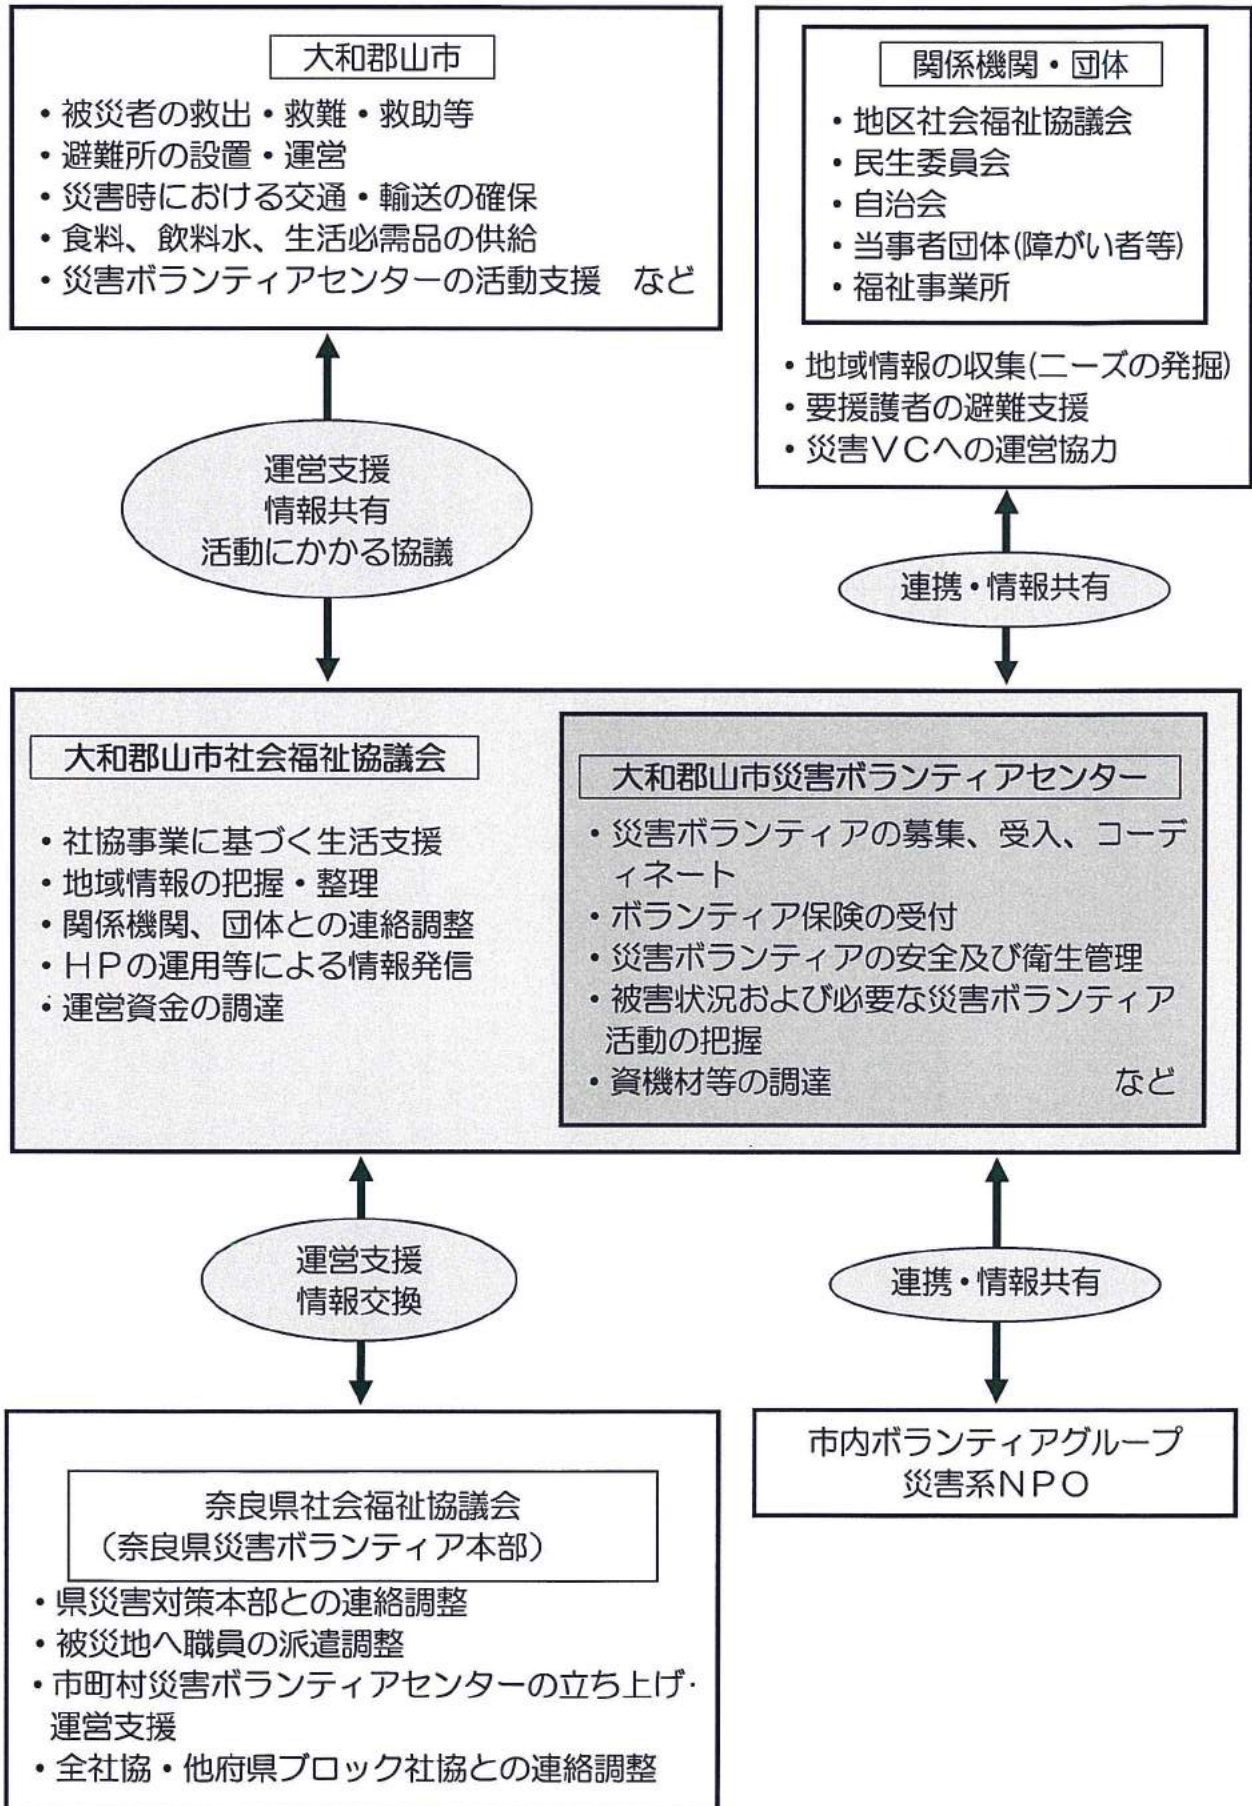 大和郡山市
・被災者の救出・救難・救助等
・避難所の設置・運営
・災害時における交通・輸送の確保
・食料、飲料水、生活必需品の供給
・災害ボランティアセンターの活動支援　など
関係機関・団体
・地区社会福祉協議会
・民生委員会
・自治会
・当事者団体(障がい者等)
・福祉事業所
・地域情報の収集(ニーズの発掘)
・要援護者の避難支援
・災害ＶＣへの運営協力
運営支援
情報共有
活動にかかる協議
連携・情報共有
大和郡山市社会福祉協議会
・社協事業に基づく生活支援
・地域情報の把握・整理
・関係機関、団体との連絡調整
・ＨＰの運用等による情報発信
・運営資金の調達
大和郡山市災害ボランティアセンター
・災害ボランティアの募集、受入、コーデ
ィネート
・ボランティア保険の受付
・災害ボランティアの安全及び衛生管理
・被害状況および必要な災害ボランティア
活動の把握
・資機材等の調達　など
運営支援
情報交換
連携・情報共有
奈良県社会福祉協議会
（奈良県災害ボランティア本部）
・県災害対策本部との連絡調整
・被災地へ職員の派遣調整
・市町村災害ボランティアセンターの立ち上げ・
運営支援
・全社協・他府県ブロック社協との連絡調整
市内ボランティアグループ
災害系ＮＰＯ